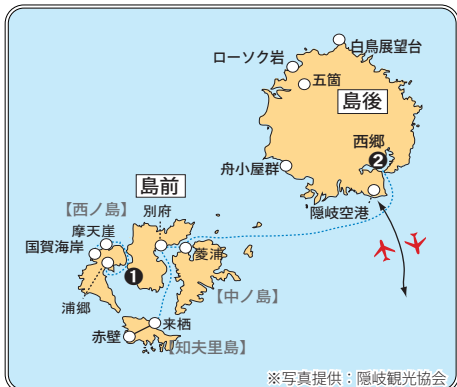 白鳥展望台
ローソク岩
五箇
島後
西郷
❷
舟小屋群
隠岐空港
島前
【西ノ島】
別府
摩天崖
国賀海岸
菱浦
❶
浦郷
【中ノ島】
来栖
赤壁
【知夫里島】
※写真提供：隠岐観光協会